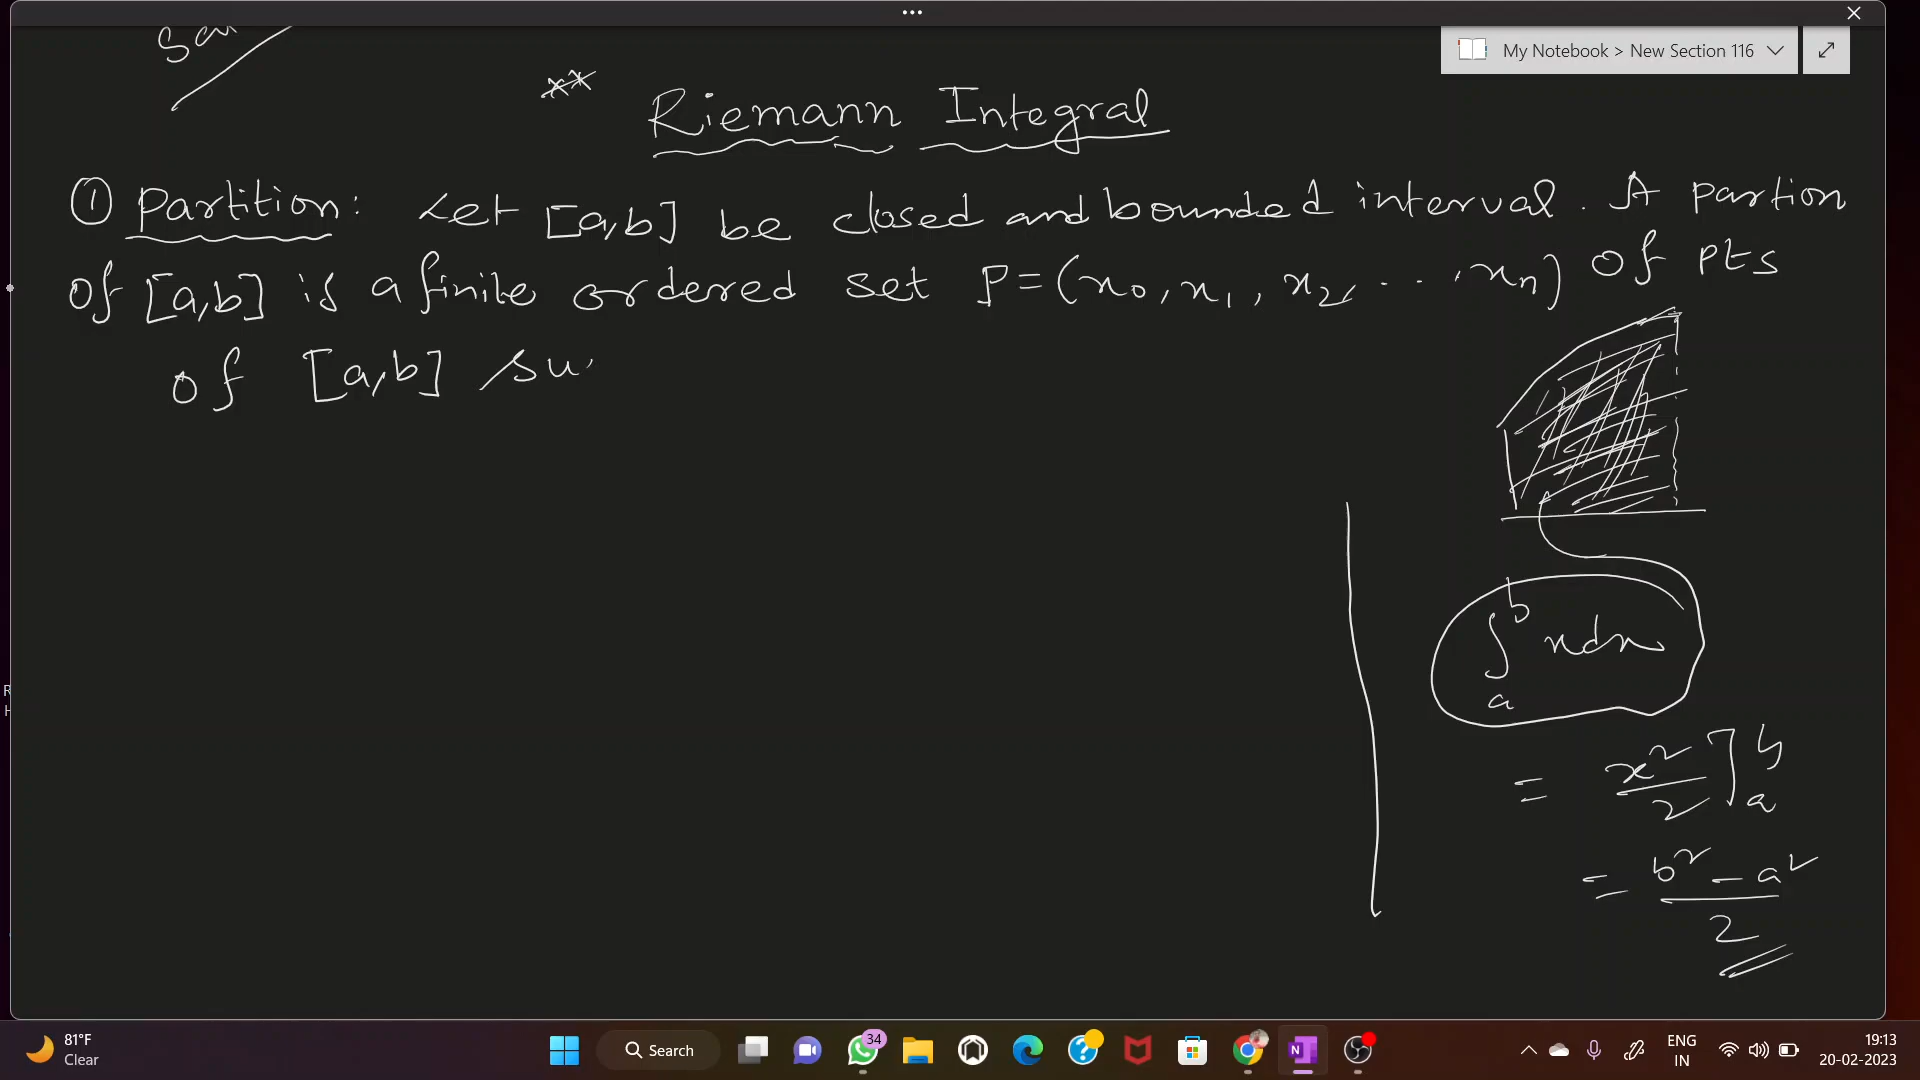 My Notebook > New Section 116
**
Riemann Integral
① Partition: Let [a,b] be closed and bounded interval. A partion
of [a,b] is a finite ordered set P=(x₀, x₁, x₂, ..., xₙ) of pts
of [a,b] su
∫ₐᵇ x dx
= x²/2 ]ₐᵇ
= b² - a² / 2
R
H
81°F
Clear
Search
34
ENG
IN
19:13
20-02-2023